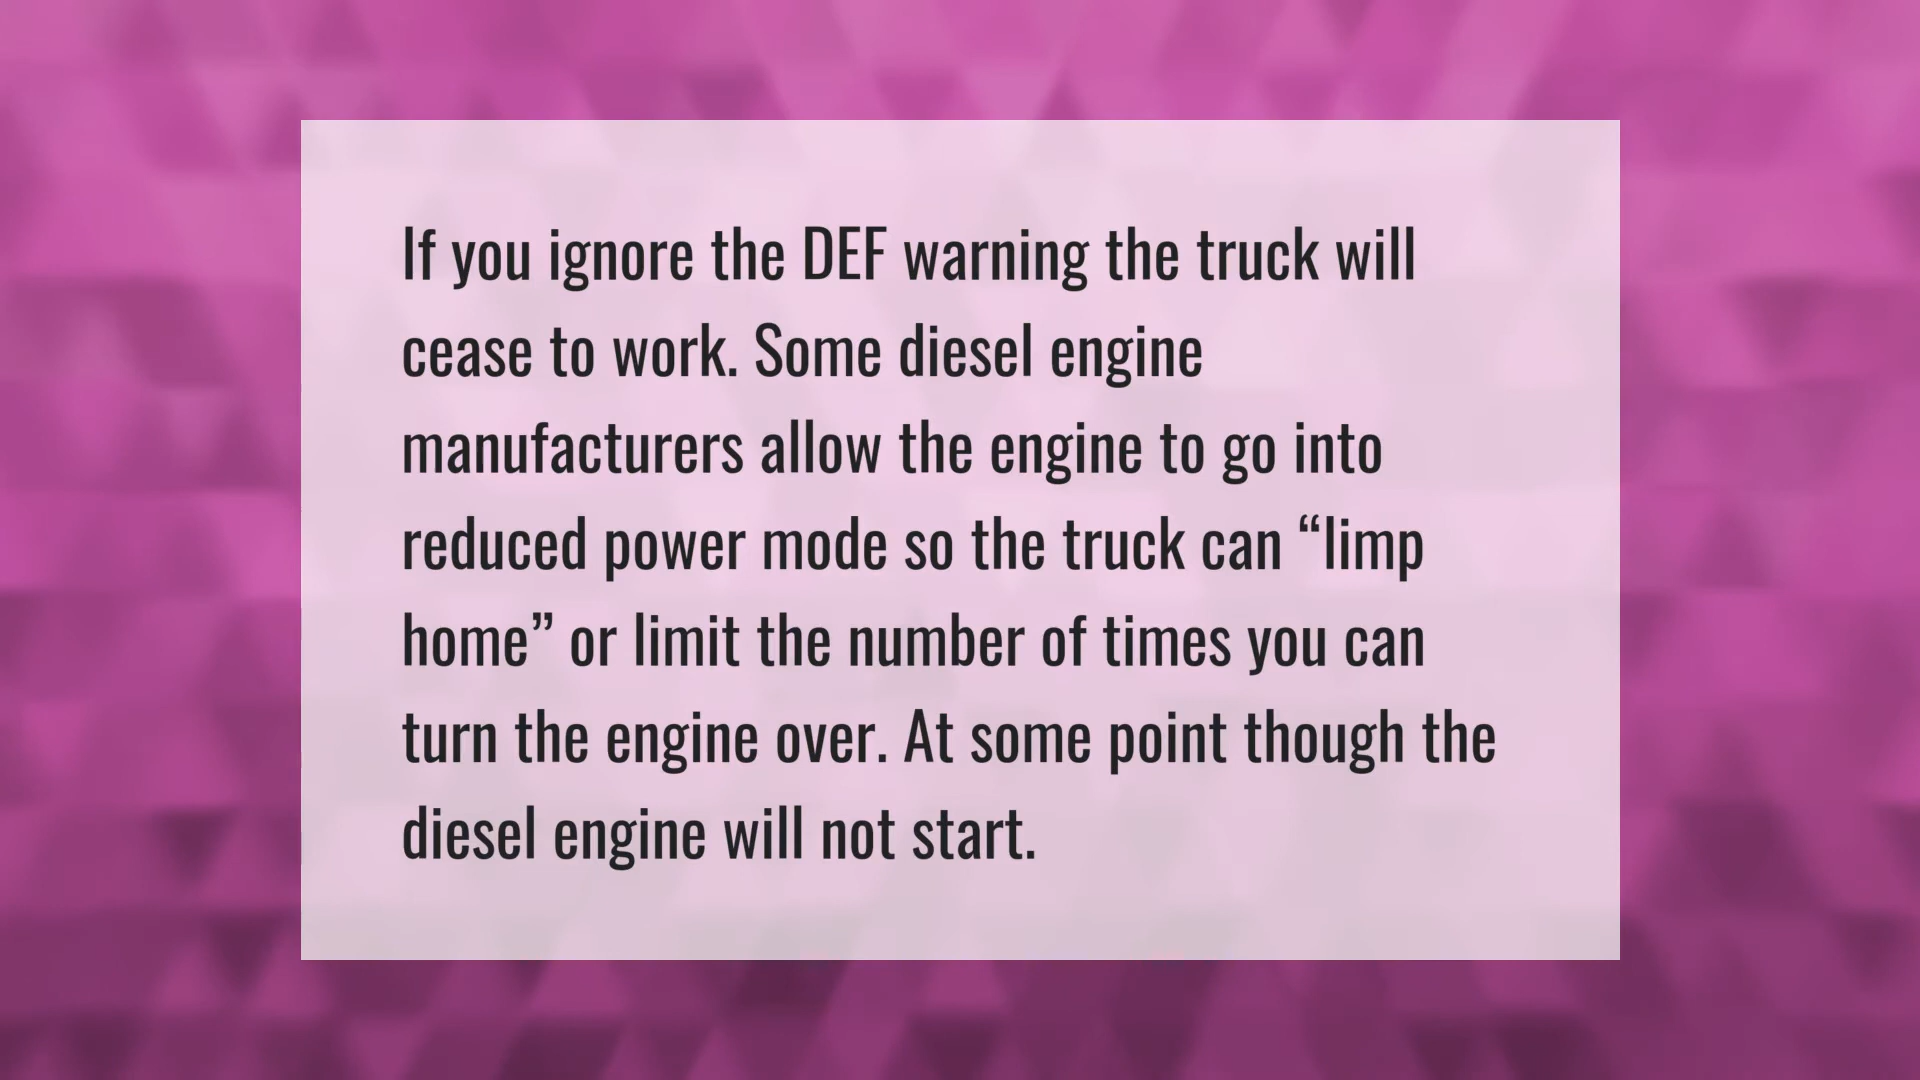 If you ignore the DEF warning the truck will
cease to work. Some diesel engine
manufacturers allow the engine to go into
reduced power mode so the truck can “limp
home” or limit the number of times you can
turn the engine over. At some point though the
diesel engine will not start.